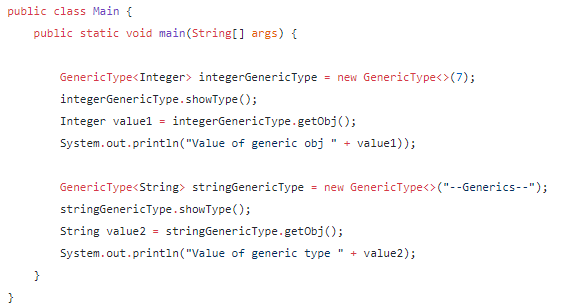 public class Main {
public static void main(String[] args) {
GenericType<Integer> integerGenericType = new GenericType<>(7);
integerGenericType.showType();
Integer value1 = integerGenericType.getObj();
System.out.println("Value of generic obj " + value1));
GenericType<String> stringGenericType = new GenericType<>("--Generics--");
stringGenericType.showType();
String value2 = stringGenericType.getObj();
System.out.println("Value of generic type " + value2);
}
}